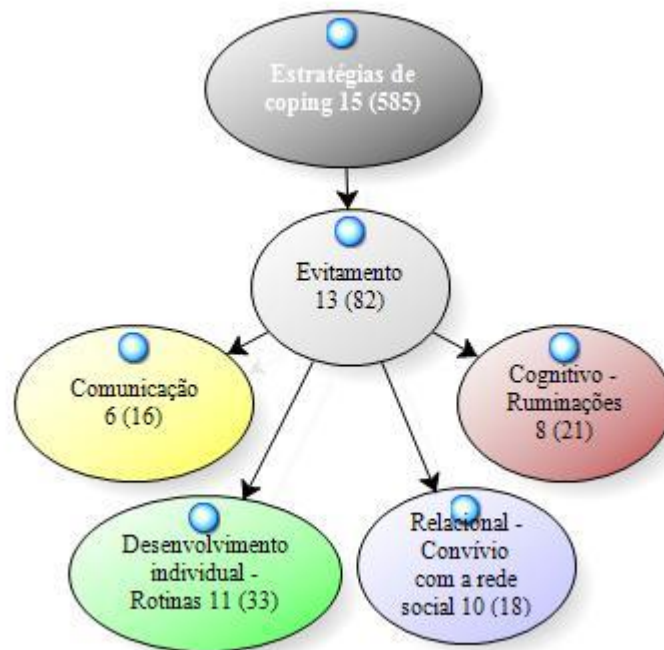 Estratégias de
coping 15 (585)
Evitamento
13 (82)
Comunicação
6 (16)
Cognitivo -
Ruminações
8 (21)
Desenvolvimento
individual -
Rotinas 11 (33)
Relacional -
Convívio
com a rede
social 10 (18)